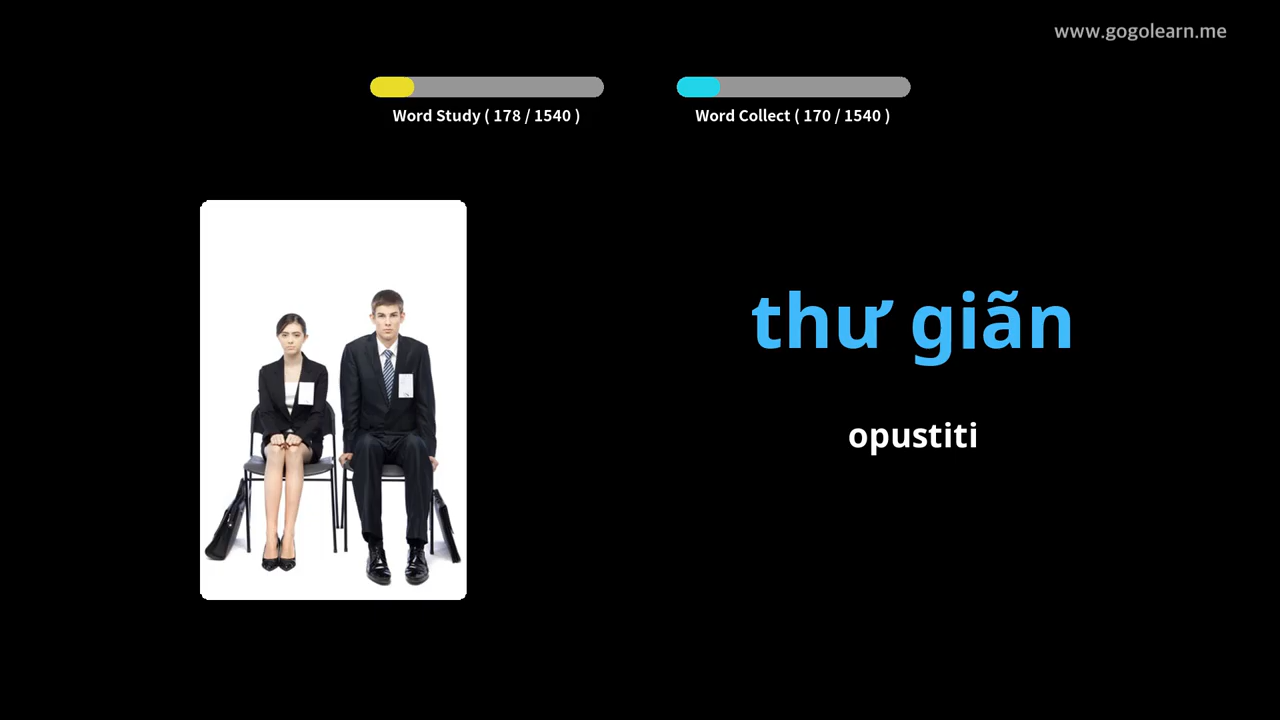 www.gogolearn.me
Word Study ( 178 / 1540 )
Word Collect ( 170 / 1540 )
thư giãn
opustiti